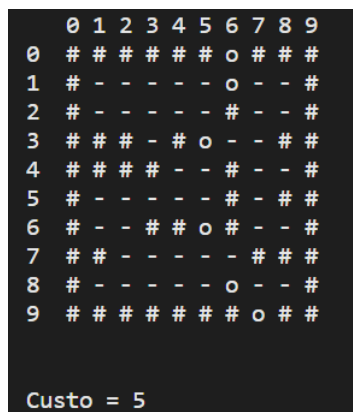 0 1 2 3 4 5 6 7 8 9
0 # # # # # # o # # #
1 # - - - - - o - - #
2 # - - - - - # - - #
3 # # # - # o - - # #
4 # # # # - - # - - #
5 # - - - - - # - # #
6 # - - # # o # - - #
7 # # - - - - - # # #
8 # - - - - - o - - #
9 # # # # # # # o # #
Custo = 5